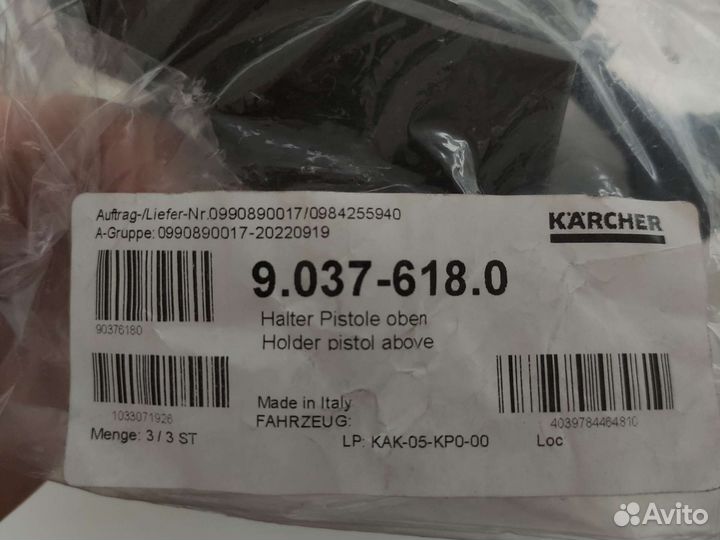 Auftrag-/Liefer-Nr.0990890017/0984255940
A-Gruppe: 0990890017-20220919
KÄRCHER
9.037-618.0
Halter Pistole oben
Holder pistol above
90376180
1033071926
Made in Italy
FAHRZEUG:
4039784464810
Menge: 3 / 3 ST
LP: KAK-05-KP0-00
Loc
Avito